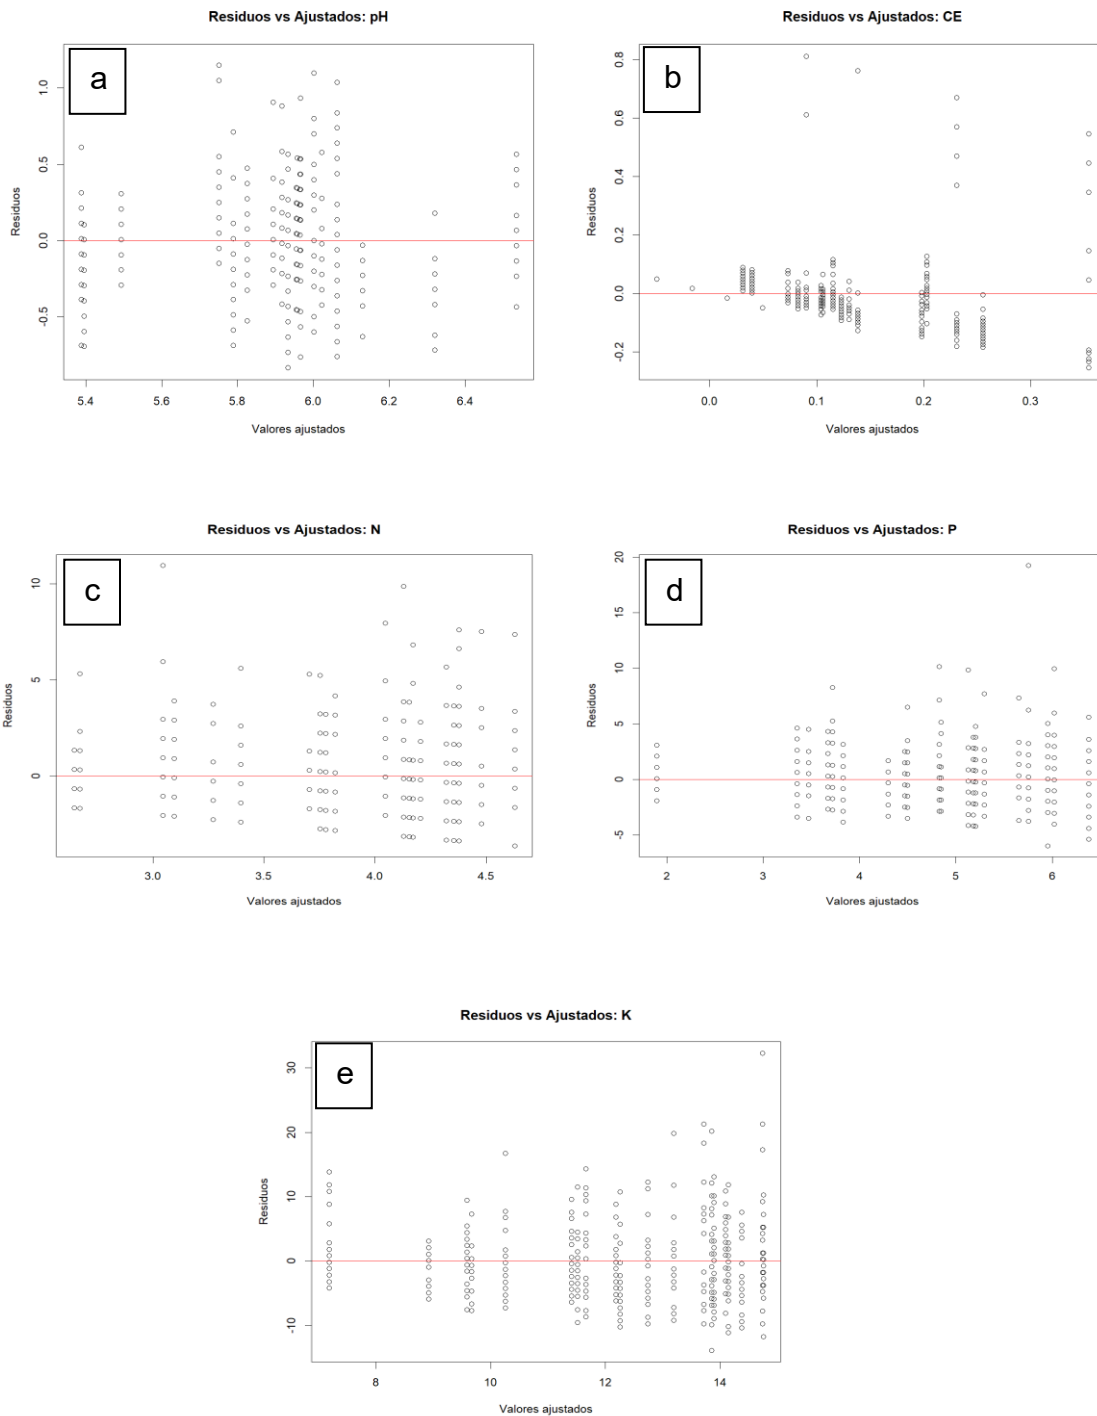 Residuos vs Ajustados: pH
a
Residuos
1.0
0.5
0.0
-0.5
5.4 5.6 5.8 6.0 6.2 6.4
Valores ajustados
Residuos vs Ajustados: CE
b
Residuos
0.8
0.6
0.4
0.2
0.0
-0.2
0.0 0.1 0.2 0.3
Valores ajustados
Residuos vs Ajustados: N
c
Residuos
10
5
0
3.0 3.5 4.0 4.5
Valores ajustados
Residuos vs Ajustados: P
d
Residuos
20
15
10
5
0
-5
2 3 4 5 6
Valores ajustados
Residuos vs Ajustados: K
e
Residuos
30
20
10
0
-10
8 10 12 14
Valores ajustados